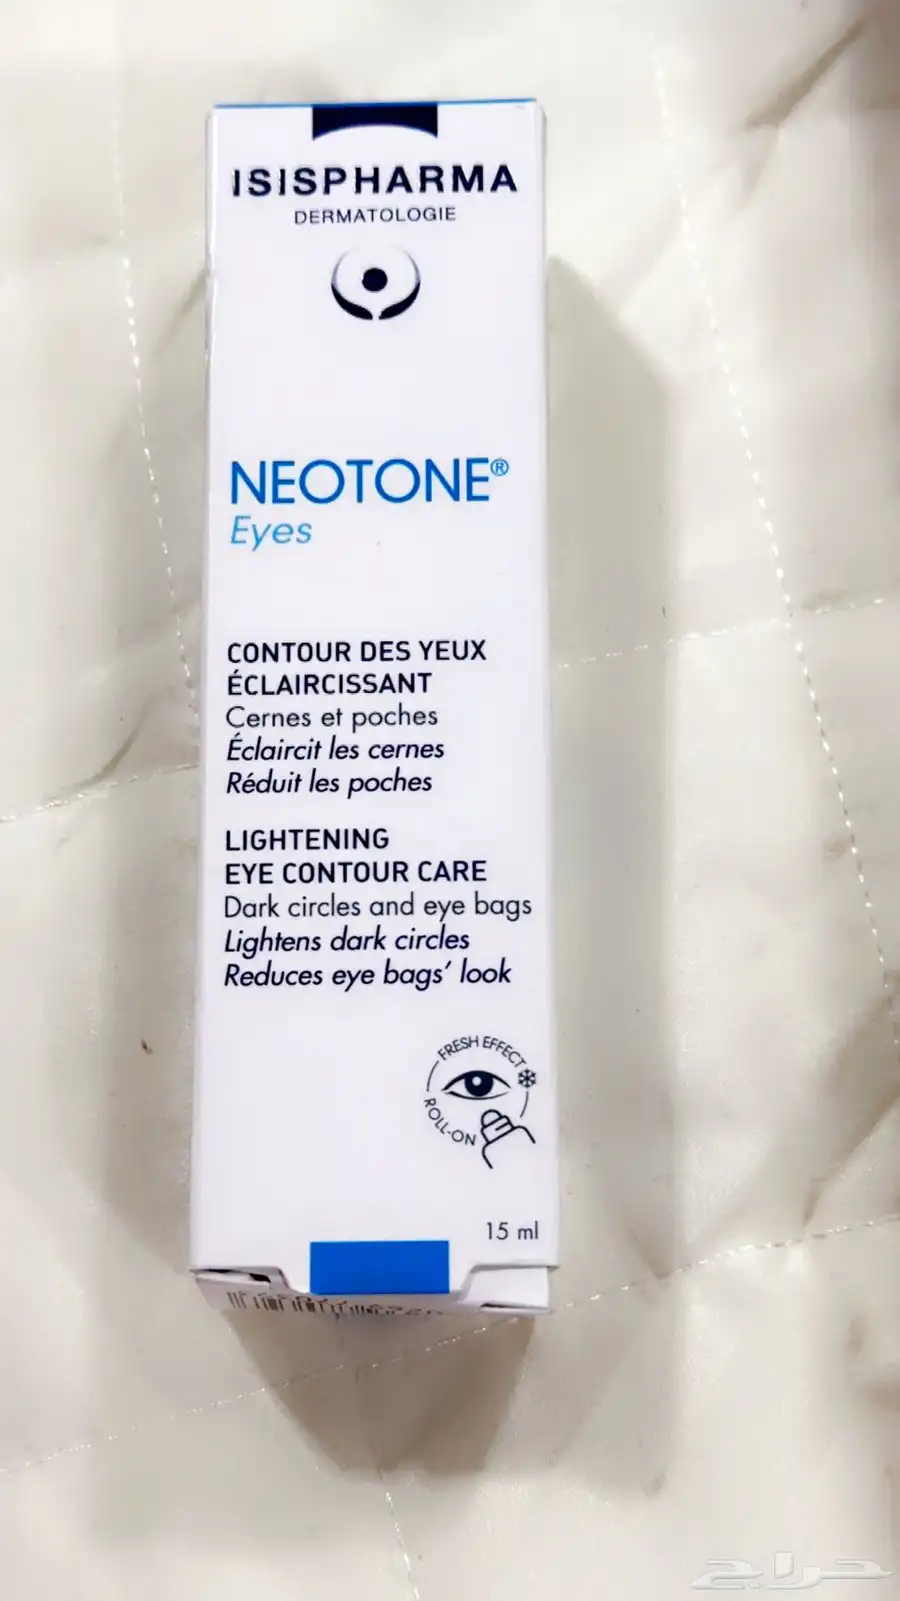 ISISPHARMA
DERMATOLOGIE
NEOTONE®
Eyes
CONTOUR DES YEUX
ÉCLAIRCISSANT
Cernes et poches
Éclaircit les cernes
Réduit les poches
LIGHTENING
EYE CONTOUR CARE
Dark circles and eye bags
Lightens dark circles
Reduces eye bags’ look
FRESH EFFECT
ROLL-ON
15 ml
حراج